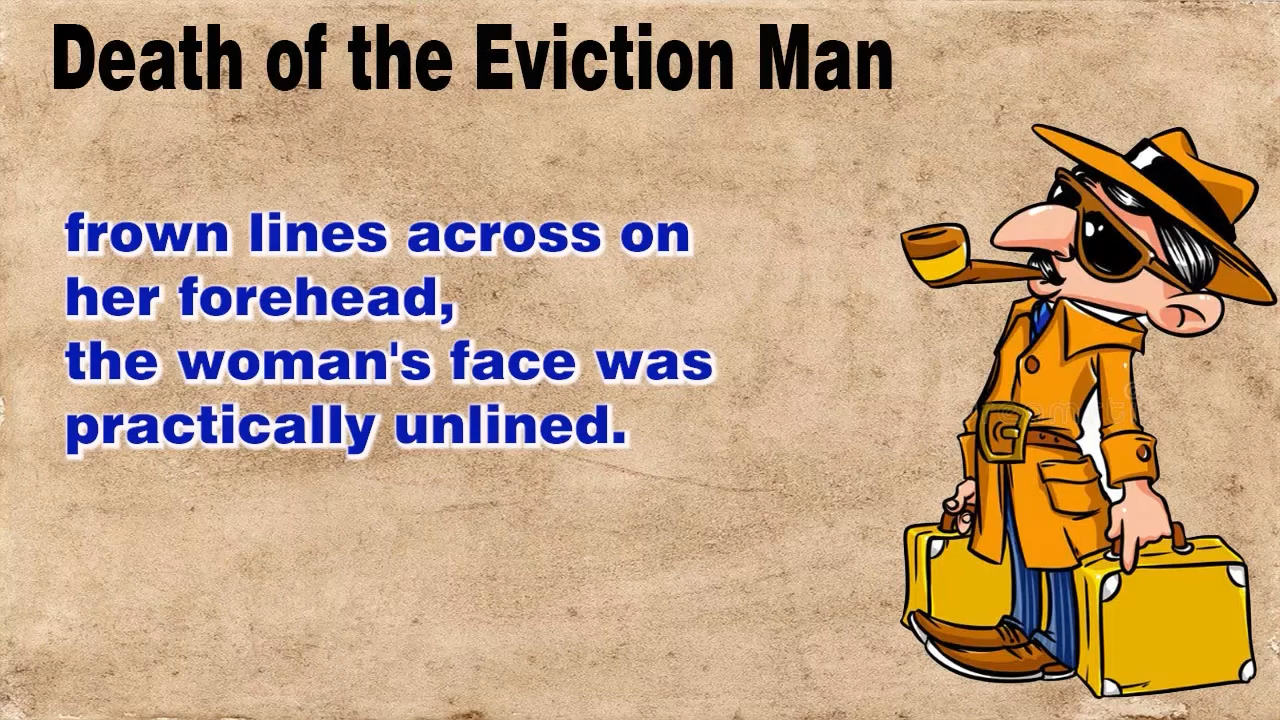 Death of the Eviction Man
frown lines across on
her forehead,
the woman's face was
practically unlined.